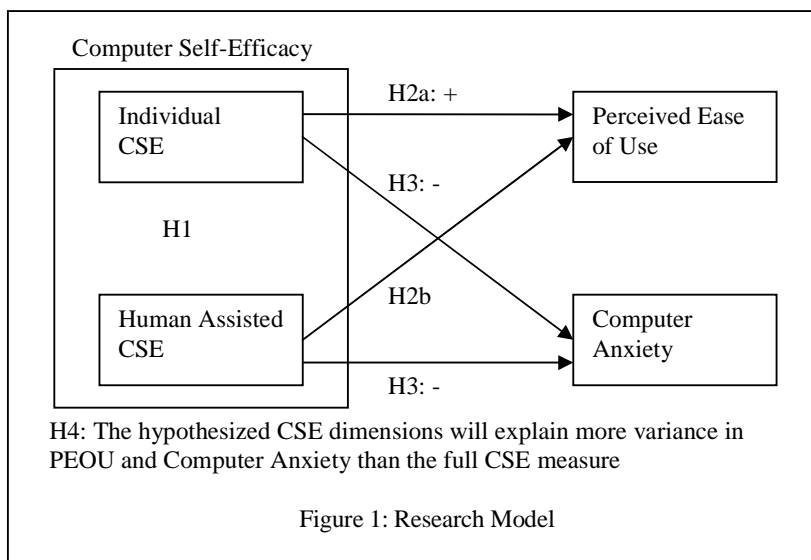 Computer Self-Efficacy
Individual
CSE
H2a: +
Perceived Ease
of Use
H3: -
H1
Human Assisted
CSE
H2b
Computer
Anxiety
H3: -
H4: The hypothesized CSE dimensions will explain more variance in
PEOU and Computer Anxiety than the full CSE measure
Figure 1: Research Model